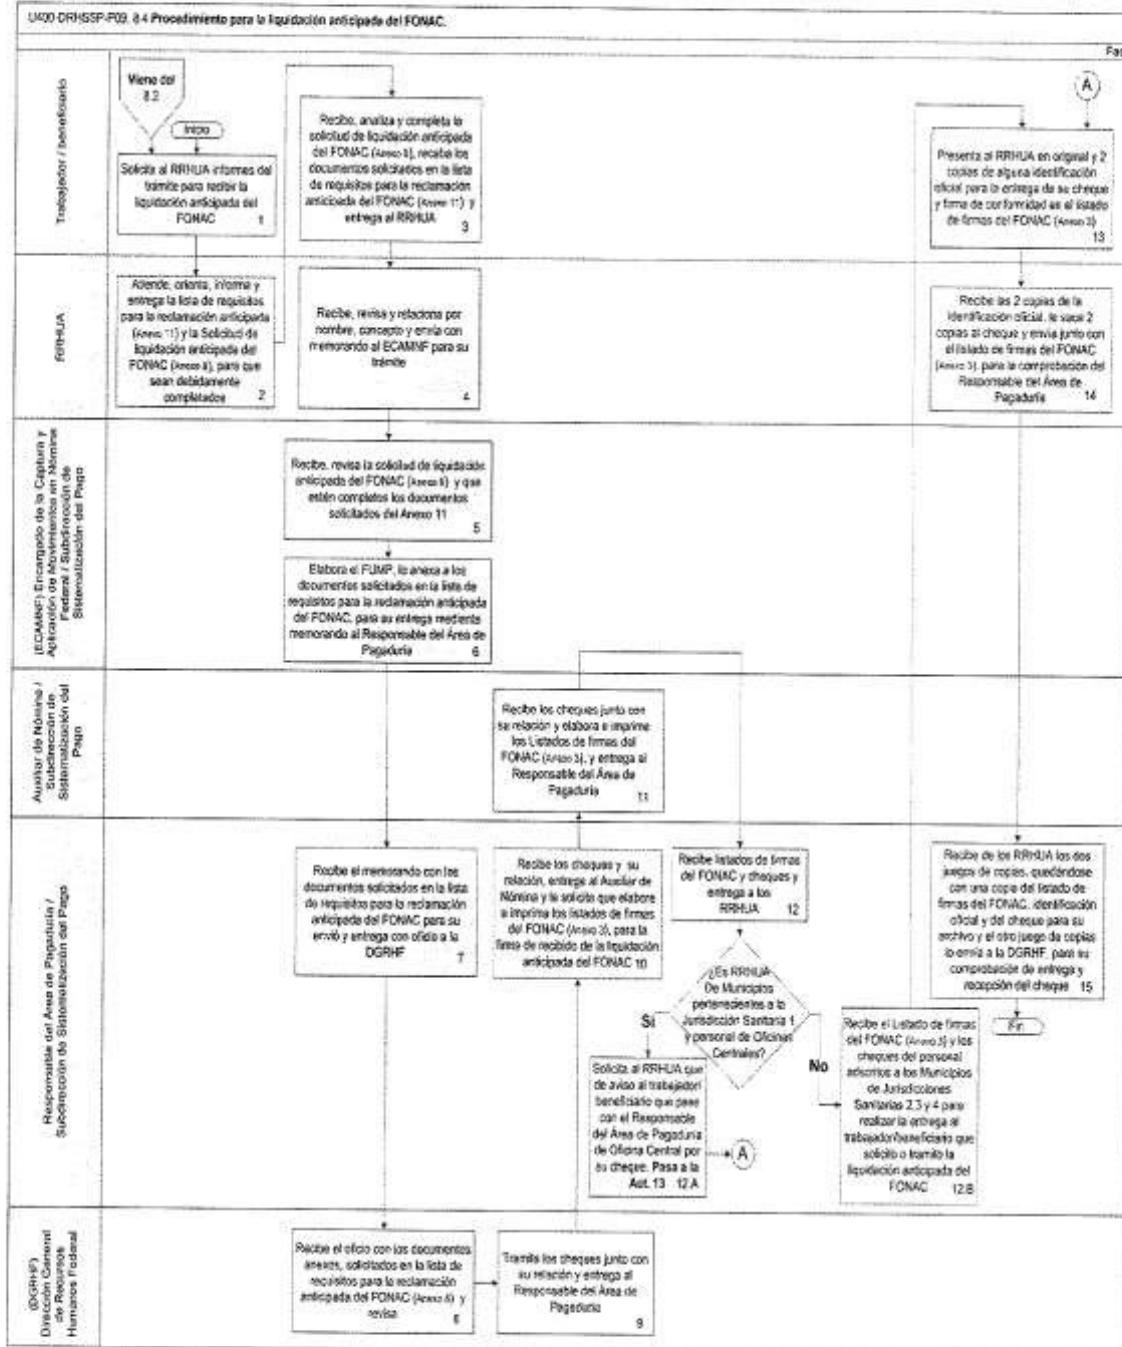 U400-DRHSSP-P09. 8.4 Procedimiento para la liquidación anticipada del FONAC.
Trabajador / beneficiario
Viene del
8.2
Inicio
Solicita al RRHUA informes del
trámite para recibir la
liquidación anticipada del
FONAC
1
Recibe, analiza y completa la
solicitud de liquidación anticipada
del FONAC (Anexo 8), recaba los
documentos solicitados en la lista
de requisitos para la reclamación
anticipada del FONAC (Anexo 11) y
entrega al RRHUA
3
A
Presenta al RRHUA en original y 2
copias de alguna identificación
oficial para la entrega de su cheque
y firma de conformidad en el listado
de firmas del FONAC (Anexo 3)
13
RRHUA
Atiende, orienta, informa y
entrega la lista de requisitos
para la reclamación anticipada
(Anexo 11) y la Solicitud de
liquidación anticipada del
FONAC (Anexo 8), para que
sean debidamente
completados
2
Recibe, revisa y relaciona por
nombre, concepto y envía con
memorando al ECAMNF para su
trámite
4
Recibe las 2 copias de la
identificación oficial, le saca 2
copias al cheque y envía junto con
el listado de firmas del FONAC
(Anexo 3), para la comprobación del
Responsable del Área de
Pagaduría
14
(ECAMNF) Encargado de la Captura y
Aplicación de Movimientos en Nómina
Federal / Subdirección de
Sistematización del Pago
Recibe, revisa la solicitud de liquidación
anticipada del FONAC (Anexo 8) y que
estén completos los documentos
solicitados del Anexo 11
5
Elabora el FUMP, lo anexa a los
documentos solicitados en la lista de
requisitos para la reclamación anticipada
del FONAC, para su entrega mediante
memorando al Responsable del Área de
Pagaduría
6
Auxiliar de Nómina /
Subdirección de
Sistematización del
Pago
Recibe los cheques junto con
su relación y elabora e imprime
los Listados de firmas del
FONAC (Anexo 3), y entrega al
Responsable del Área de
Pagaduría
11
Responsable del Área de Pagaduría /
Subdirección de Sistematización del Pago
Recibe el memorando con los
documentos solicitados en la lista
de requisitos para la reclamación
anticipada del FONAC para su
envió y entrega con oficio a la
DGRHF
7
Recibe los cheques y su
relación, entrega al Auxiliar de
Nómina y le solicita que elabore
e imprima los listados de firmas
del FONAC (Anexo 3), para la
firma de recibido de la liquidación
anticipada del FONAC 10
Recibe listados de firmas
del FONAC y cheques y
entrega a los
RRHUA
12
¿Es RRHUA
De Municipios
pertenecientes a la
Jurisdicción Sanitaria 1
y personal de Oficinas
Centrales?
Sí
No
Solicita al RRHUA que
de aviso al trabajador/
beneficiario que pase
con el Responsable
del Área de Pagaduría
de Oficina Central por
su cheque. Pasa a la
Act. 13 12.A
A
Recibe el Listado de firmas
del FONAC (Anexo 3) y los
cheques del personal
adscritos a los Municipios
de Jurisdicciones
Sanitarias 2,3 y 4 para
realizar la entrega al
trabajador/beneficiario que
solicito o tramito la
liquidación anticipada del
FONAC
12.B
Recibe de los RRHUA los dos
juegos de copias, quedándose
con una copia del listado de
firmas del FONAC, identificación
oficial y del cheque para su
archivo y el otro juego de copias
lo envía a la DGRHF, para su
comprobación de entrega y
recepción del cheque
15
Fin
(DGRHF)
Dirección General
de Recursos
Humanos Federal
Recibe el oficio con los documentos
anexos, solicitados en la lista de
requisitos para la reclamación
anticipada del FONAC (Anexo 8) y
revisa
8
Tramita los cheques junto con
su relación y entrega al
Responsable del Área de
Pagaduría
9